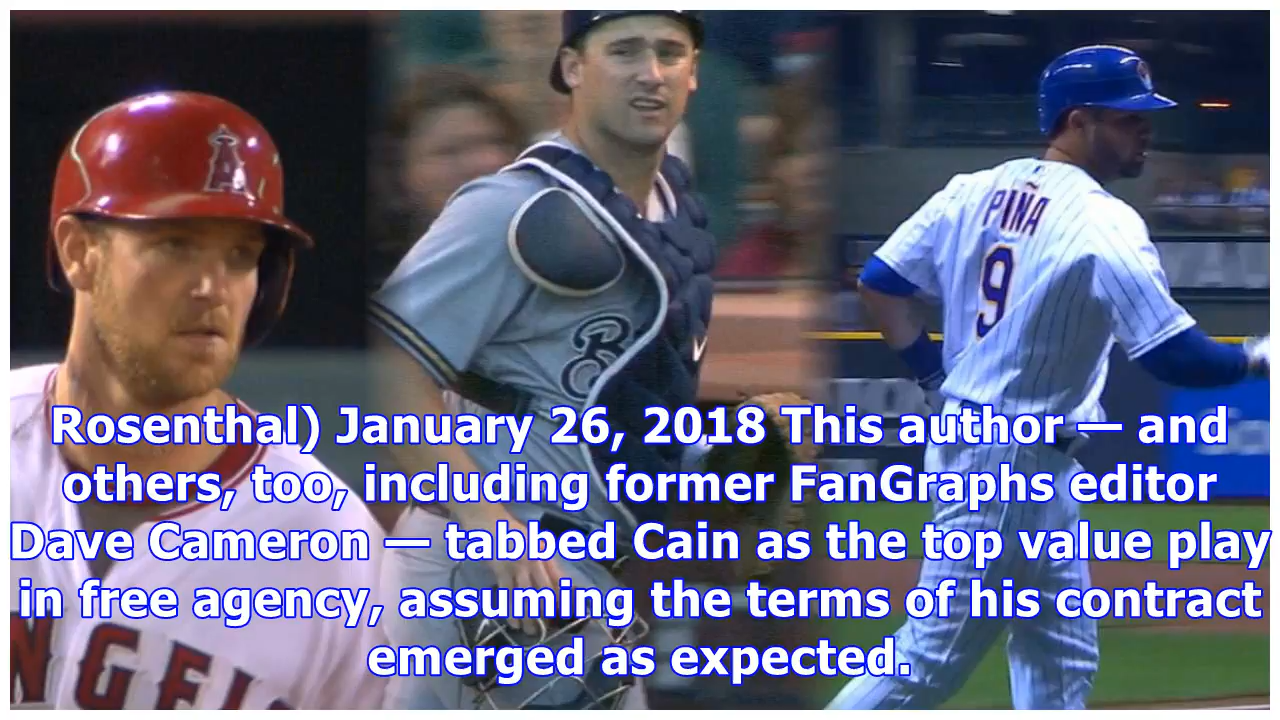 A
B
PIÑA
9
Rosenthal) January 26, 2018 This author — and
others, too, including former FanGraphs editor
Dave Cameron — tabbed Cain as the top value play
in free agency, assuming the terms of his contract
emerged as expected.